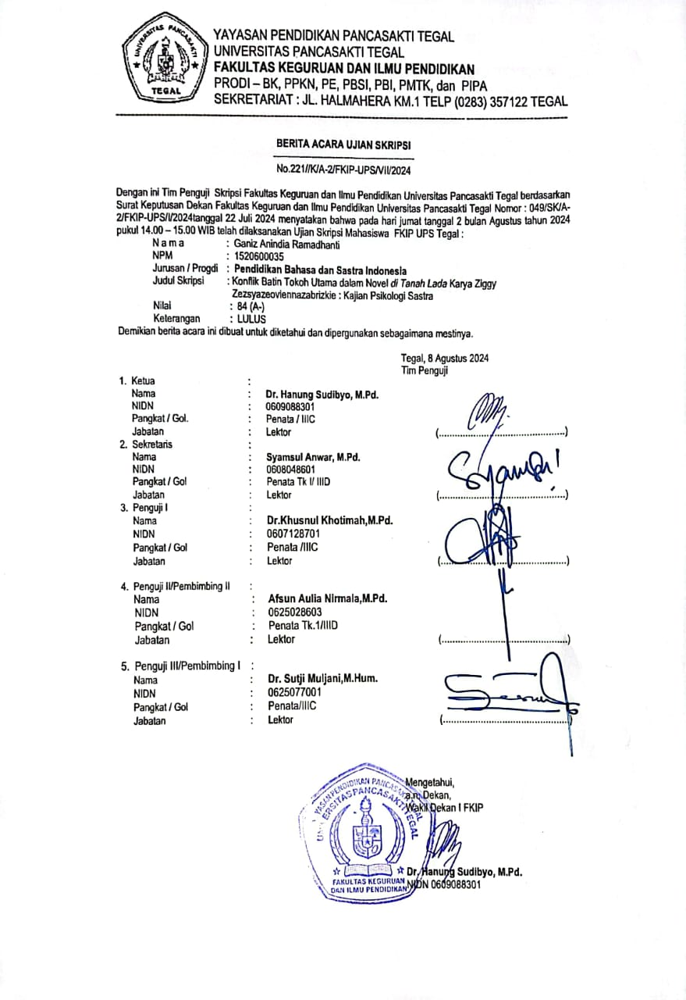 UNIVERSITAS PANCASAKTI
TEGAL
YAYASAN PENDIDIKAN PANCASAKTI TEGAL
UNIVERSITAS PANCASAKTI TEGAL
FAKULTAS KEGURUAN DAN ILMU PENDIDIKAN
PRODI – BK, PPKN, PE, PBSI, PBI, PMTK, dan PIPA
SEKRETARIAT : JL. HALMAHERA KM.1 TELP (0283) 357122 TEGAL
BERITA ACARA UJIAN SKRIPSI
No.221//K/A-2/FKIP-UPS/VII/2024
Dengan ini Tim Penguji Skripsi Fakultas Keguruan dan Ilmu Pendidikan Universitas Pancasakti Tegal berdasarkan
Surat Keputusan Dekan Fakultas Keguruan dan Ilmu Pendidikan Universitas Pancasakti Tegal Nomor : 049/SK/A-
2/FKIP-UPS/I/2024tanggal 22 Juli 2024 menyatakan bahwa pada hari jumat tanggal 2 bulan Agustus tahun 2024
pukul 14.00 – 15.00 WIB telah dilaksanakan Ujian Skripsi Mahasiswa FKIP UPS Tegal :
N a m a : Ganiz Anindia Ramadhanti
NPM : 1520600035
Jurusan / Progdi : Pendidikan Bahasa dan Sastra Indonesia
Judul Skripsi : Konflik Batin Tokoh Utama dalam Novel di Tanah Lada Karya Ziggy
Zezsyazeoviennazabrizkie : Kajian Psikologi Sastra
Nilai : 84 (A-)
Keterangan : LULUS
Demikian berita acara ini dibuat untuk diketahui dan dipergunakan sebagaimana mestinya.
Tegal, 8 Agustus 2024
Tim Penguji
1. Ketua :
Nama : Dr. Hanung Sudibyo, M.Pd.
NIDN : 0609088301
Pangkat / Gol. : Penata / IIIC
Jabatan : Lektor (..............................................)
2. Sekretaris :
Nama : Syamsul Anwar, M.Pd.
NIDN : 0608048601
Pangkat / Gol : Penata Tk I/ IIID
Jabatan : Lektor (..............................................)
3. Penguji I :
Nama : Dr.Khusnul Khotimah,M.Pd.
NIDN : 0607128701
Pangkat / Gol : Penata /IIIC
Jabatan : Lektor (..............................................)
4. Penguji II/Pembimbing II :
Nama : Afsun Aulia Nirmala,M.Pd.
NIDN : 0625028603
Pangkat / Gol : Penata Tk.1/IIID
Jabatan : Lektor (..............................................)
5. Penguji III/Pembimbing I :
Nama : Dr. Sutji Muljani,M.Hum.
NIDN : 0625077001
Pangkat / Gol : Penata/IIIC
Jabatan : Lektor (..............................................)
Mengetahui,
a.n Dekan,
Wakil Dekan I FKIP
YAYASAN PENDIDIKAN PANCASAKTI TEGAL
UNIVERSITAS PANCASAKTI TEGAL
FAKULTAS KEGURUAN
DAN ILMU PENDIDIKAN
Dr. Hanung Sudibyo, M.Pd.
NIDN 0609088301